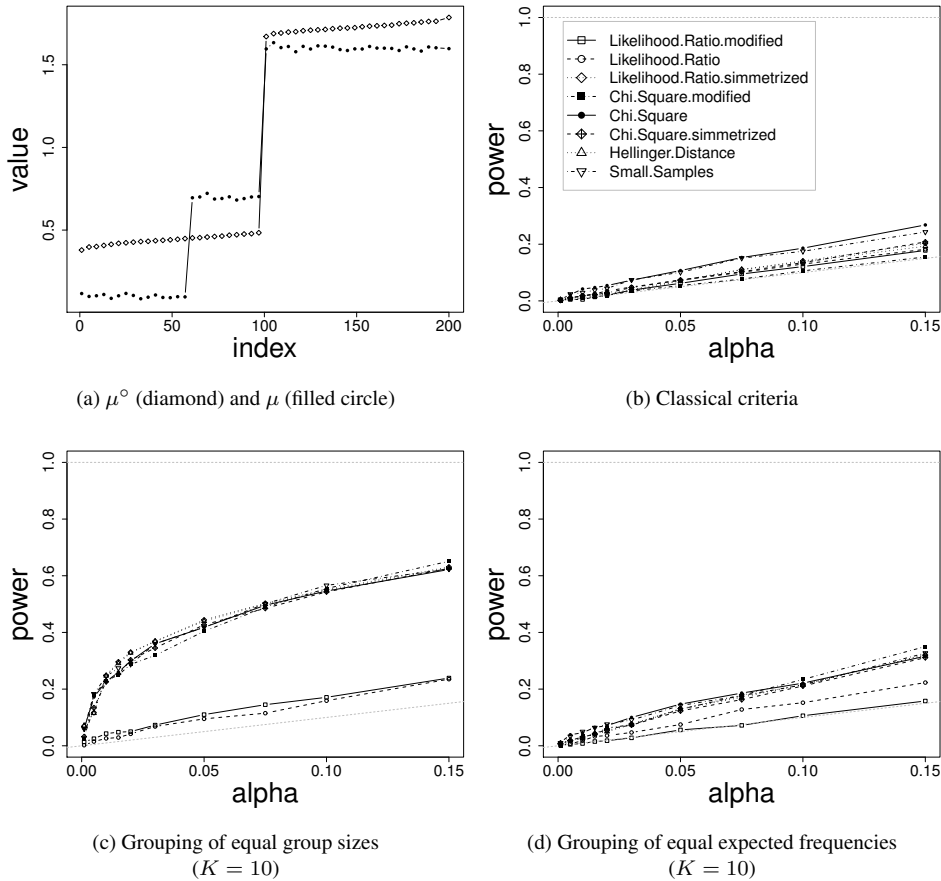 value
0.5
1.0
1.5
0
50
100
150
200
index
(a) μ° (diamond) and μ (filled circle)
power
0.0
0.2
0.4
0.6
0.8
1.0
Likelihood.Ratio.modified
Likelihood.Ratio
Likelihood.Ratio.simmetrized
Chi.Square.modified
Chi.Square
Chi.Square.simmetrized
Hellinger.Distance
Small.Samples
0.00
0.05
0.10
0.15
alpha
(b) Classical criteria
power
0.0
0.2
0.4
0.6
0.8
1.0
0.00
0.05
0.10
0.15
alpha
(c) Grouping of equal group sizes
(K = 10)
power
0.0
0.2
0.4
0.6
0.8
1.0
0.00
0.05
0.10
0.15
alpha
(d) Grouping of equal expected frequencies
(K = 10)